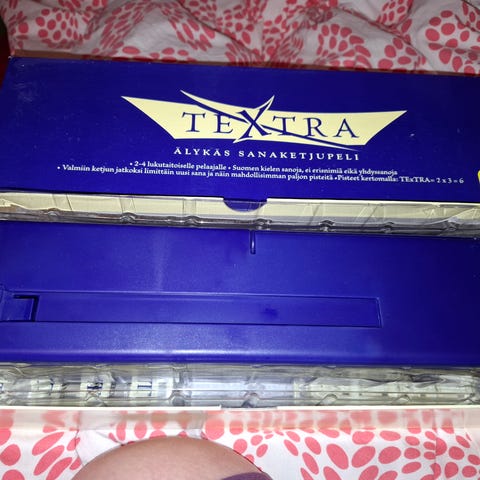 TEXTRA
ÄLYKÄS SANAKETJUPELI
• 2-4 lukutaitoiselle pelaajalle • Suomen kielen sanoja, ei erisnimiä eikä yhdyssanoja
• Valmiin ketjun jatkoksi limittäin uusi sana ja näin mahdollisimman paljon pisteitä • Pisteet kertomalla: TExTRA= 2 x 3 = 6